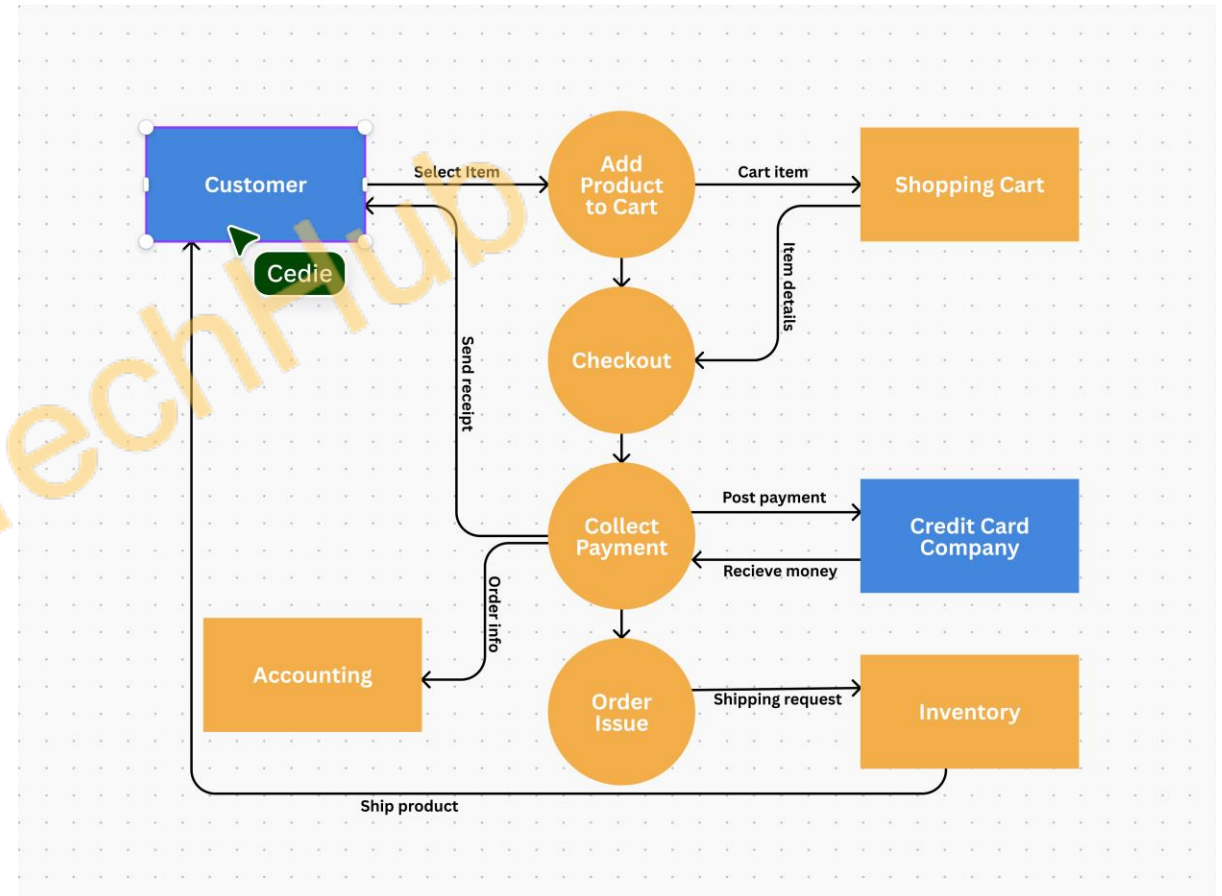 Customer
Select Item
Add
Product
to Cart
Cart item
Shopping Cart
Cedie
Item details
Checkout
Send receipt
Post payment
Collect
Payment
Credit Card
Company
Recieve money
Order info
Accounting
Order
Issue
Shipping request
Inventory
Ship product
echHub